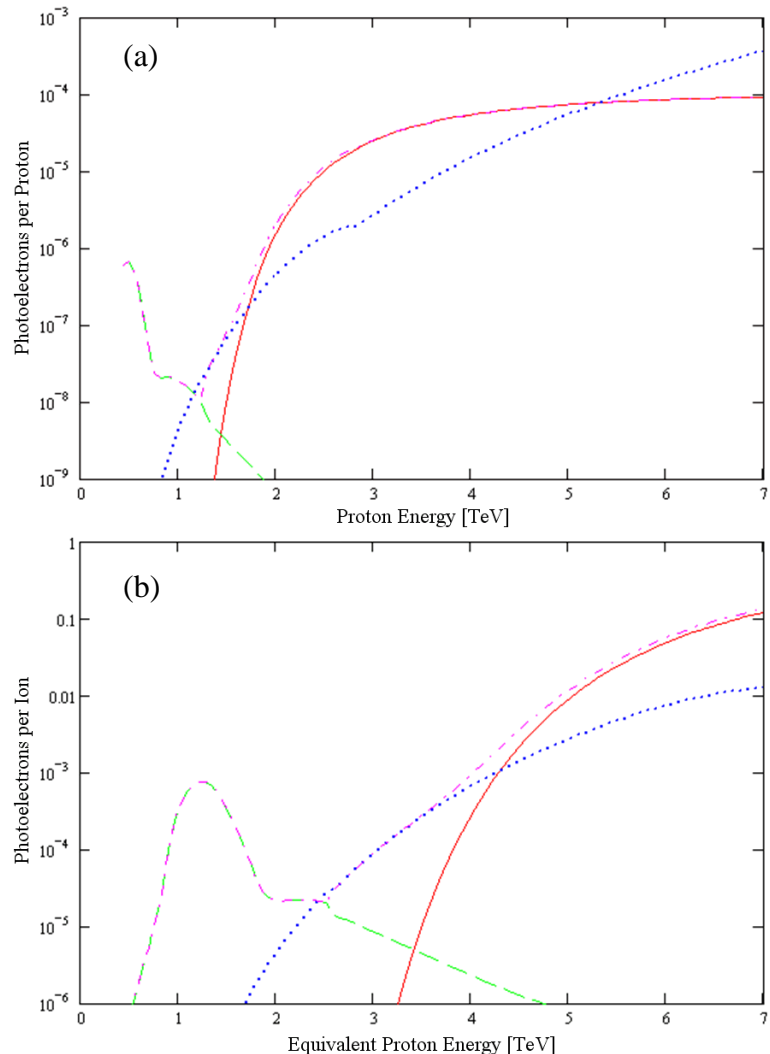 (a)
Photoelectrons per Proton
10⁻³
10⁻⁴
10⁻⁵
10⁻⁶
10⁻⁷
10⁻⁸
10⁻⁹
0 1 2 3 4 5 6 7
Proton Energy [TeV]
(b)
Photoelectrons per Ion
1
0.1
0.01
10⁻³
10⁻⁴
10⁻⁵
10⁻⁶
0 1 2 3 4 5 6 7
Equivalent Proton Energy [TeV]